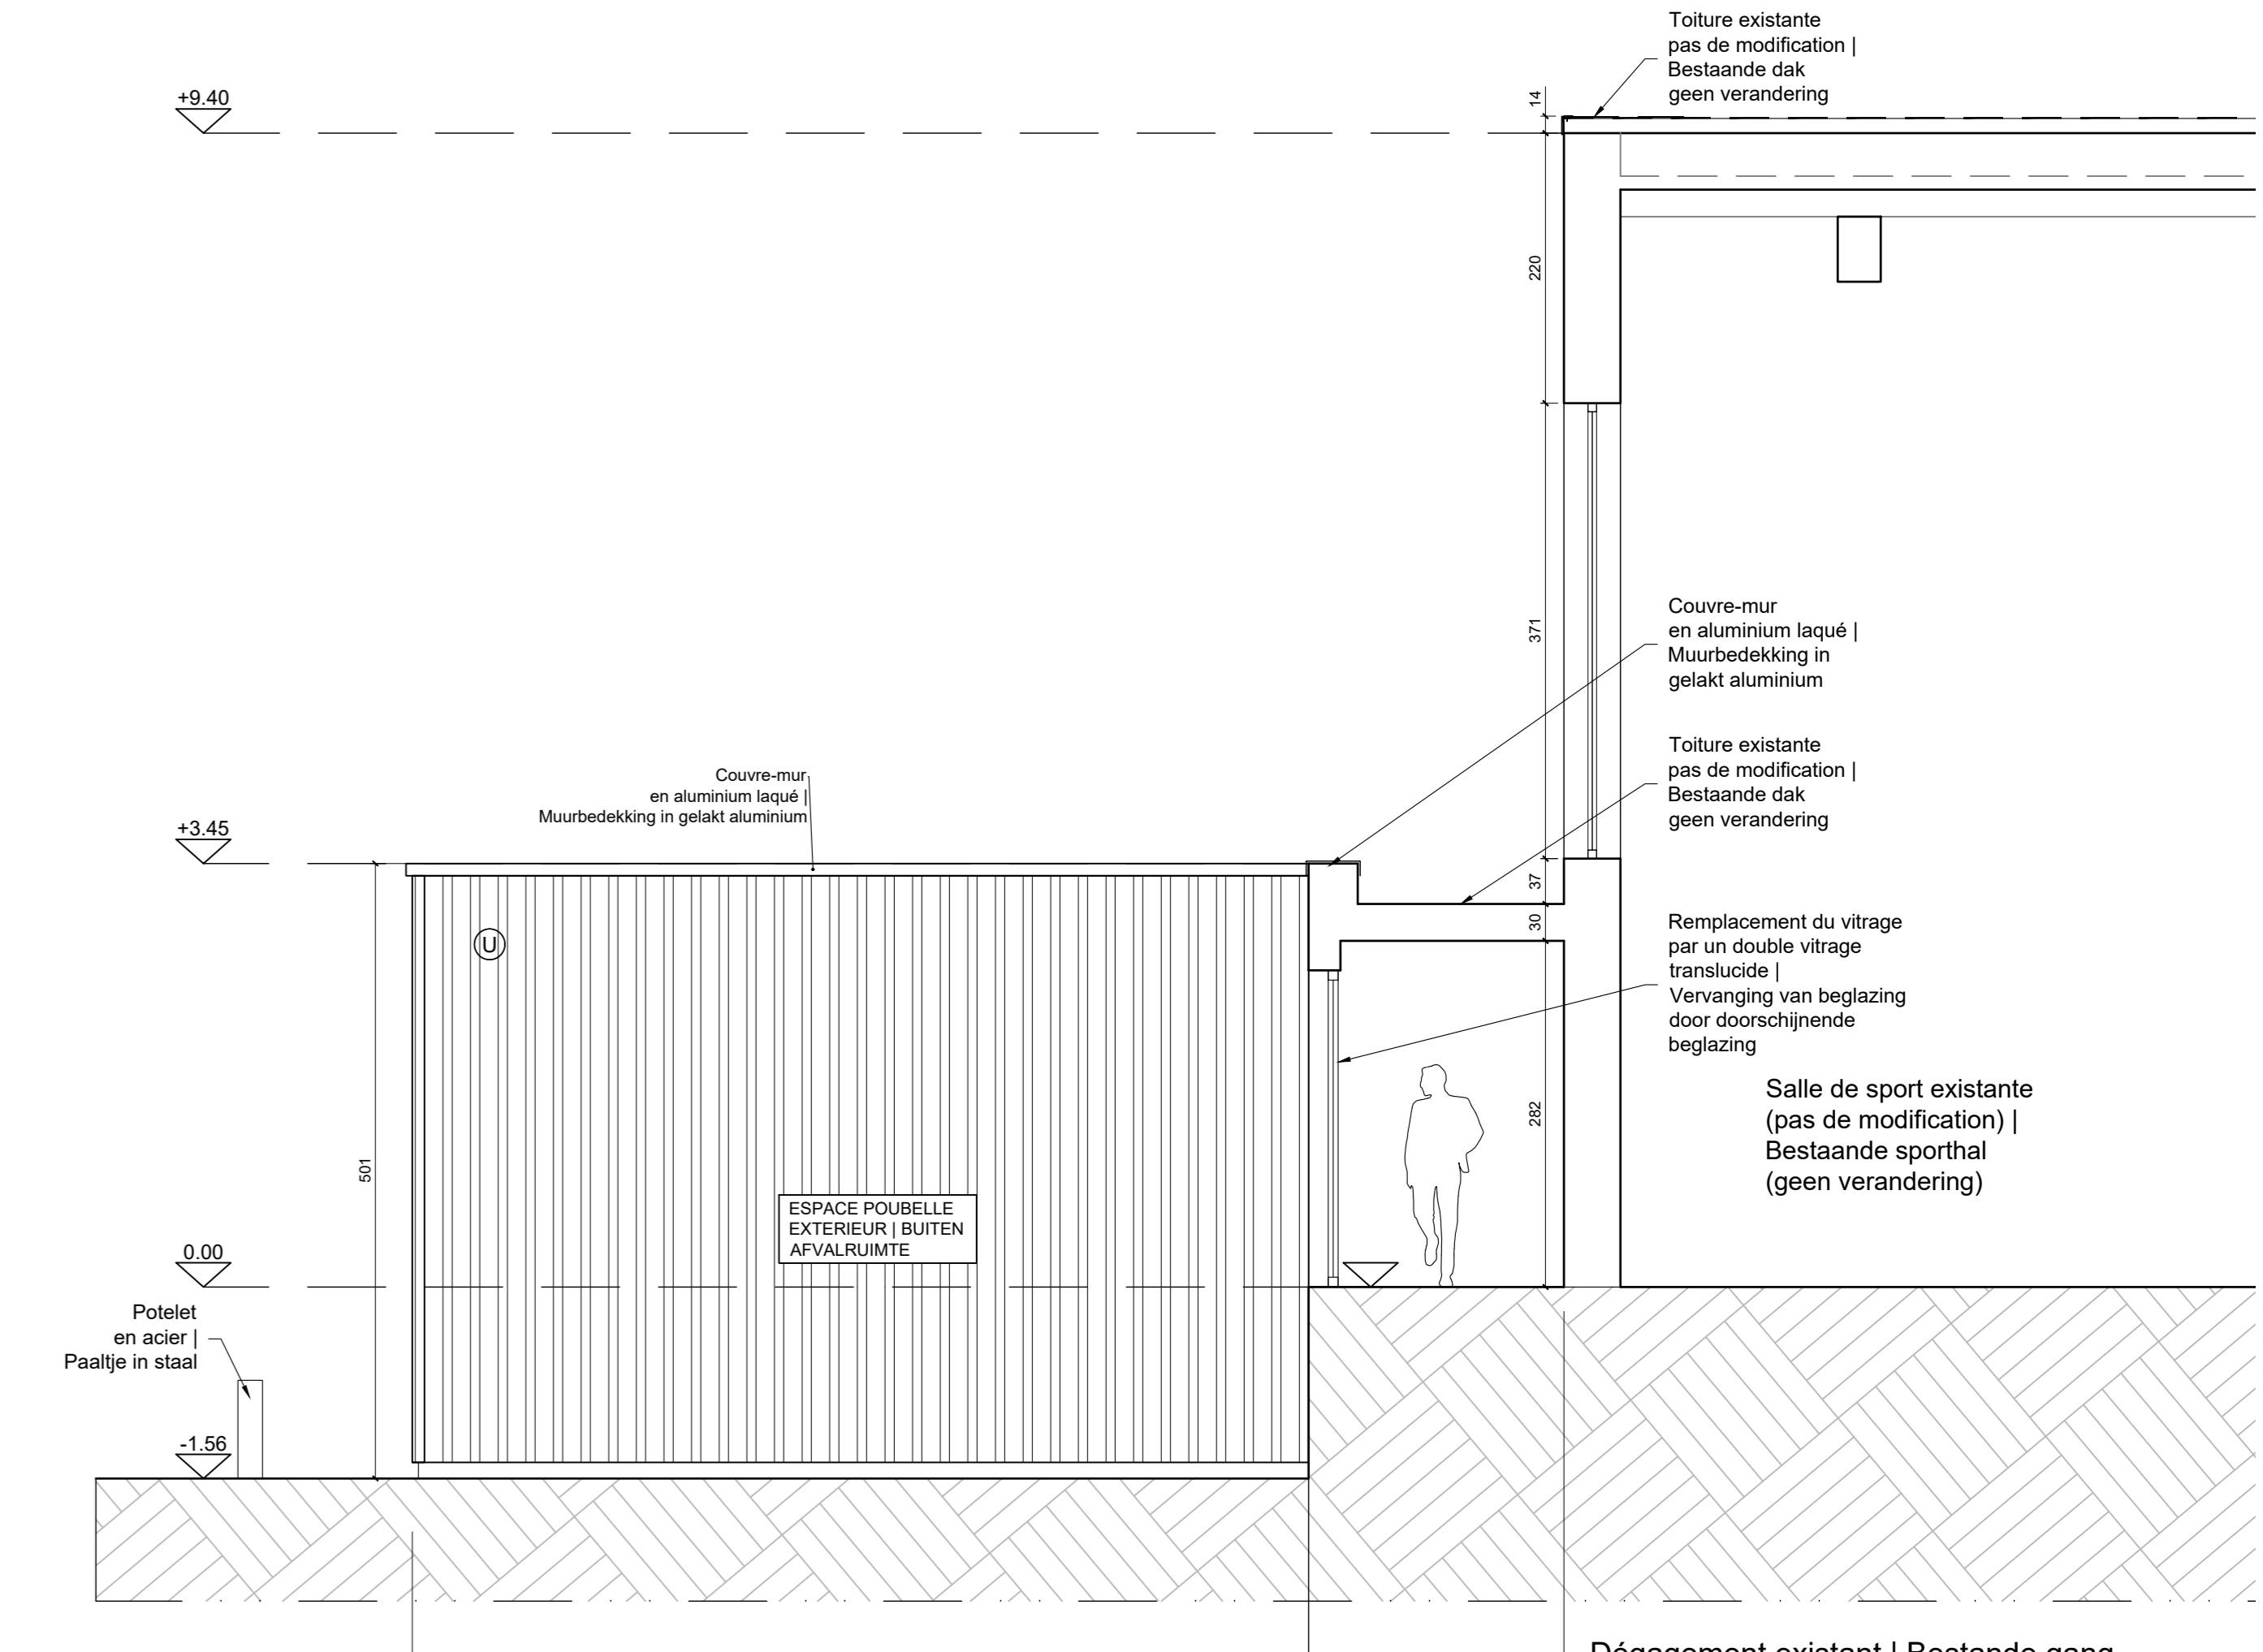 Toiture existante
pas de modification |
Bestaande dak
geen verandering
+9.40
14
220
371
Couvre-mur
en aluminium laqué |
Muurbedekking in
gelakt aluminium
Toiture existante
pas de modification |
Bestaande dak
geen verandering
Couvre-mur
en aluminium laqué |
Muurbedekking in gelakt aluminium
+3.45
37
30
U
Remplacement du vitrage
par un double vitrage
translucide |
Vervanging van beglazing
door doorschijnende
beglazing
Salle de sport existante
(pas de modification) |
Bestaande sporthal
(geen verandering)
282
501
ESPACE POUBELLE
EXTERIEUR | BUITEN
AFVALRUIMTE
0.00
Potelet
en acier |
Paaltje in staal
-1.56
Dégagement existant | Bestande gang